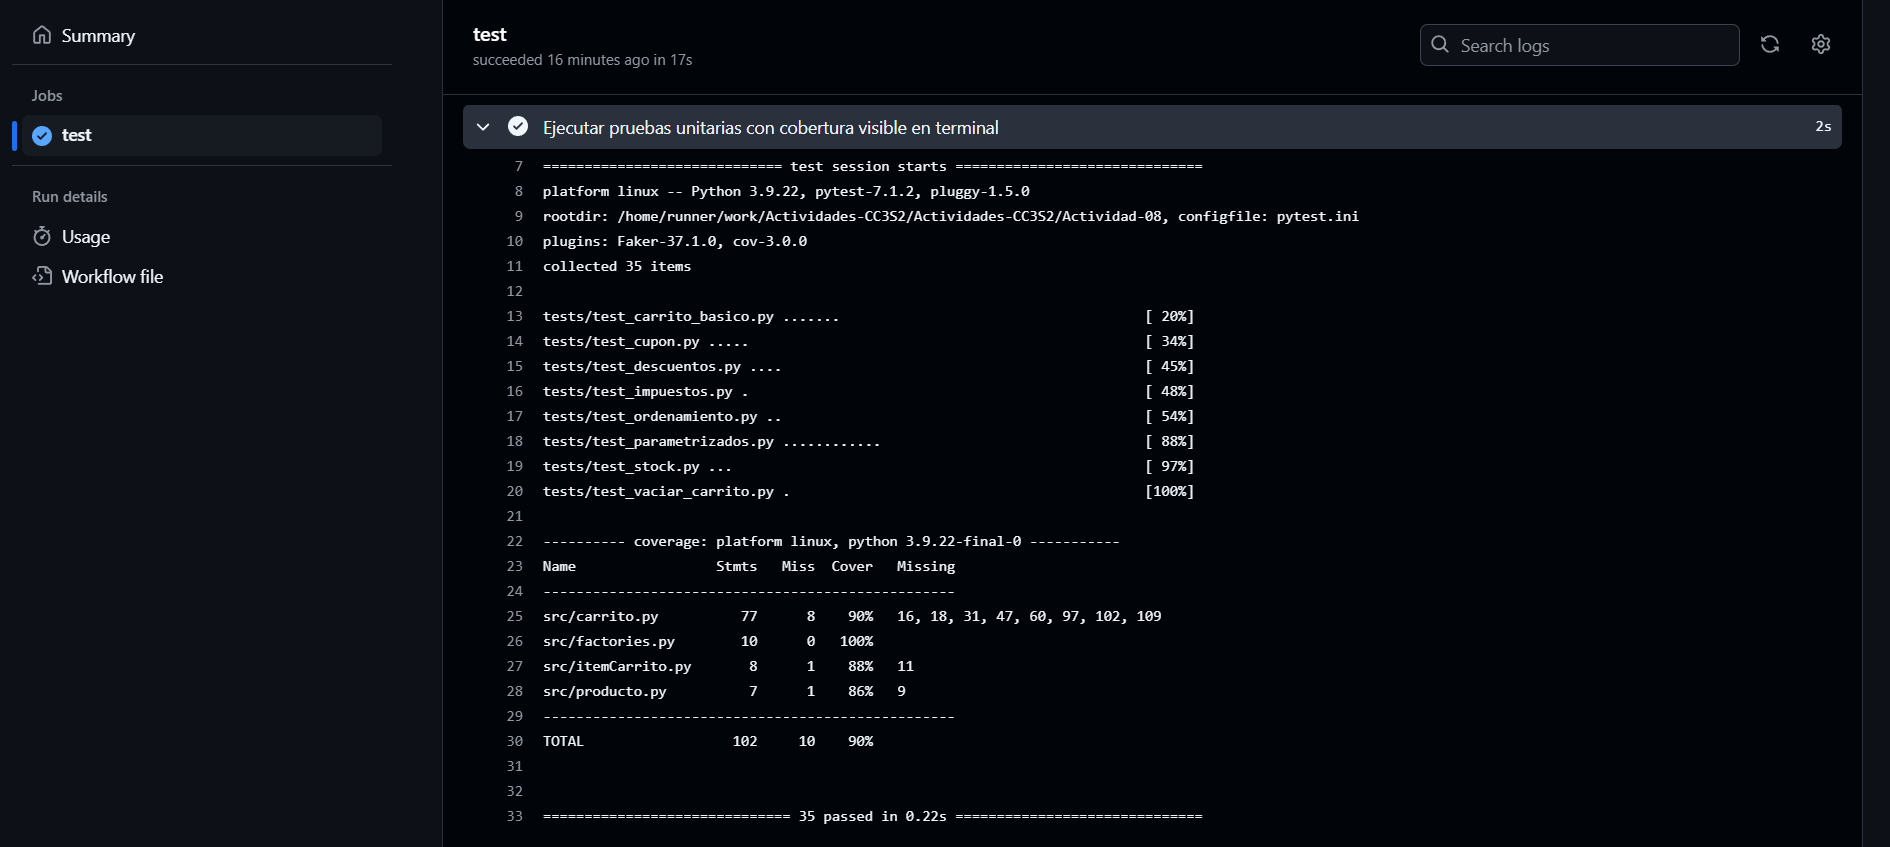 Summary
Jobs
test
Run details
Usage
Workflow file
test
succeeded 16 minutes ago in 17s
Search logs
Ejecutar pruebas unitarias con cobertura visible en terminal 2s
7 ============================= test session starts ==============================
8 platform linux -- Python 3.9.22, pytest-7.1.2, pluggy-1.5.0
9 rootdir: /home/runner/work/Actividades-CC3S2/Actividades-CC3S2/Actividad-08, configfile: pytest.ini
10 plugins: Faker-37.1.0, cov-3.0.0
11 collected 35 items
12
13 tests/test_carrito_basico.py ....... [ 20%]
14 tests/test_cupon.py ..... [ 34%]
15 tests/test_descuentos.py .... [ 45%]
16 tests/test_impuestos.py . [ 48%]
17 tests/test_ordenamiento.py .. [ 54%]
18 tests/test_parametrizados.py ............ [ 88%]
19 tests/test_stock.py ... [ 97%]
20 tests/test_vaciar_carrito.py . [100%]
21
22 ---------- coverage: platform linux, python 3.9.22-final-0 -----------
23 Name Stmts Miss Cover Missing
24 --------------------------------------------------
25 src/carrito.py 77 8 90% 16, 18, 31, 47, 60, 97, 102, 109
26 src/factories.py 10 0 100%
27 src/itemCarrito.py 8 1 88% 11
28 src/producto.py 7 1 86% 9
29 --------------------------------------------------
30 TOTAL 102 10 90%
31
32
33 ============================== 35 passed in 0.22s ==============================